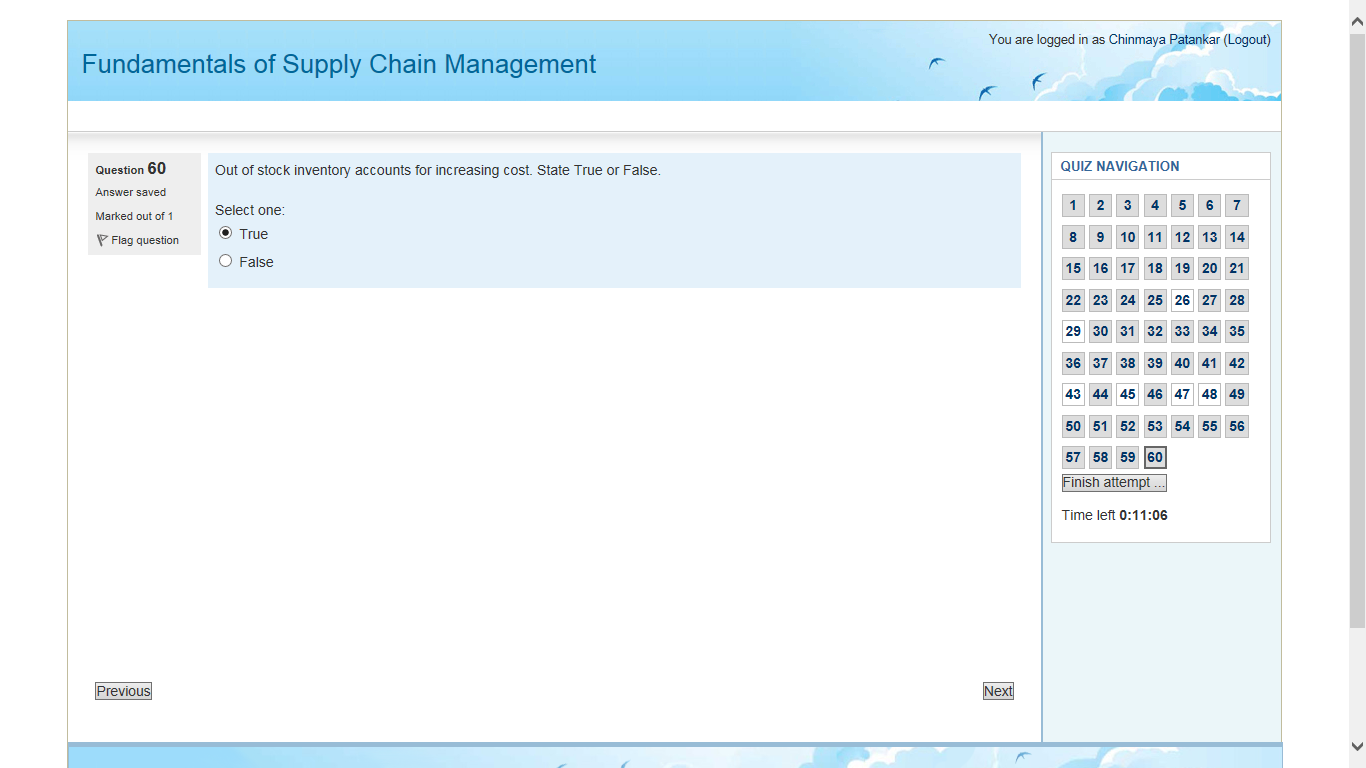 You are logged in as Chinmaya Patankar (Logout)
Fundamentals of Supply Chain Management
Question 60
Answer saved
Marked out of 1
Flag question
Out of stock inventory accounts for increasing cost. State True or False.
Select one:
True
False
QUIZ NAVIGATION
1 2 3 4 5 6 7
8 9 10 11 12 13 14
15 16 17 18 19 20 21
22 23 24 25 26 27 28
29 30 31 32 33 34 35
36 37 38 39 40 41 42
43 44 45 46 47 48 49
50 51 52 53 54 55 56
57 58 59 60
Finish attempt ...
Time left 0:11:06
Previous
Next